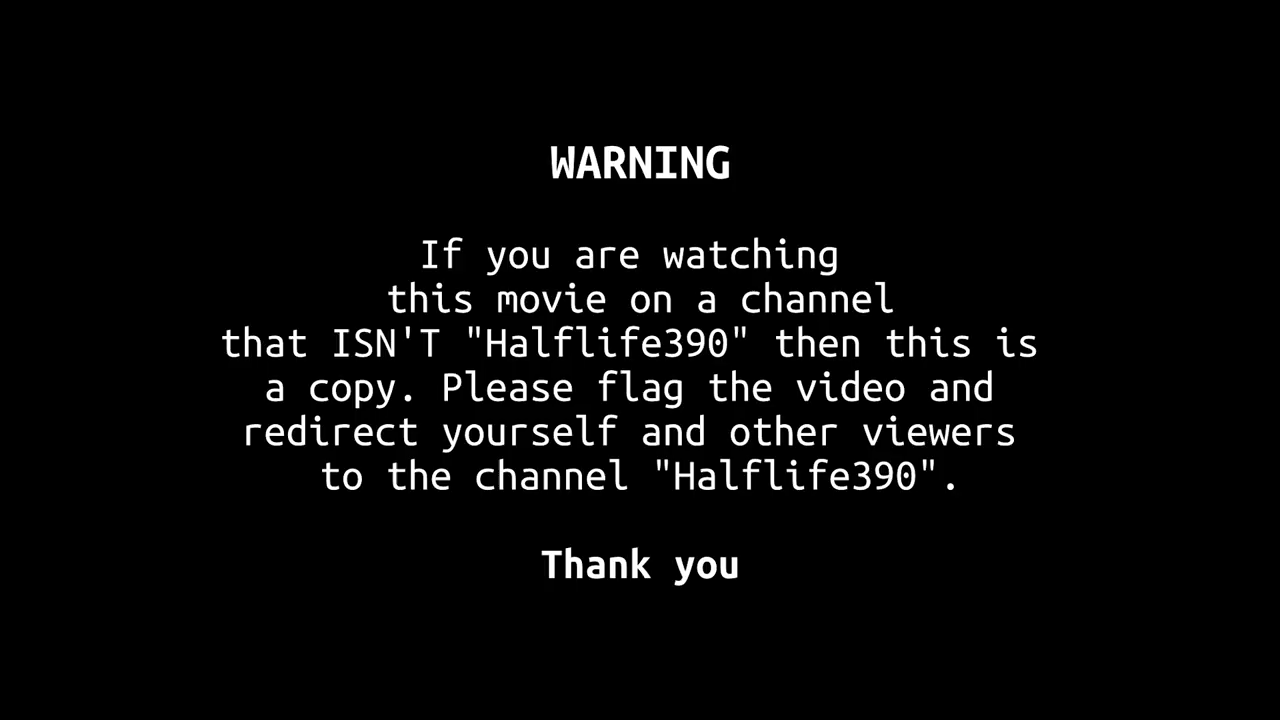 WARNING
If you are watching
this movie on a channel
that ISN'T "Halflife390" then this is
a copy. Please flag the video and
redirect yourself and other viewers
to the channel "Halflife390".
Thank you